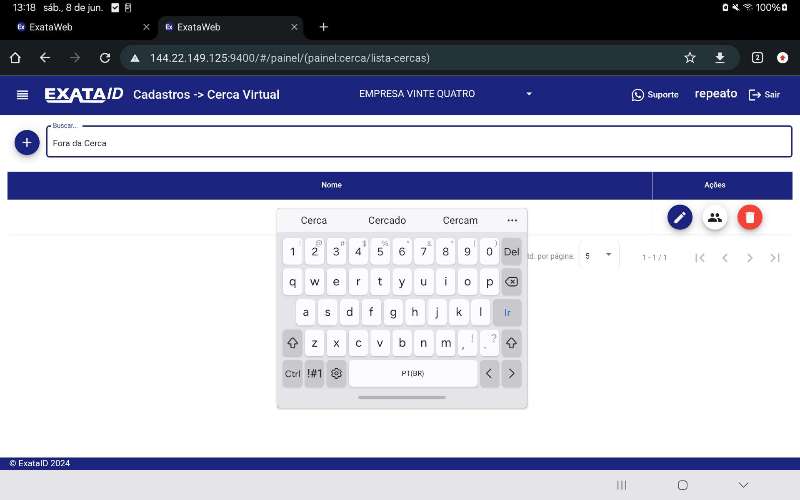 13:18 sáb., 8 de jun. 100%
ExataWeb
ExataWeb
144.22.149.125:9400/#/painel/(painel:cerca/lista-cercas)
2
EXATAID Cadastros -> Cerca Virtual EMPRESA VINTE QUATRO Suporte repeato Sair
Buscar...
Fora da Cerca
Nome Ações
Cerca Cercado Cercam ...
1 2 3 4 5 6 7 8 9 0 Del
td. por página: 5 1 - 1 / 1
q w e r t y u i o p
a s d f g h j k l Ir
z x c v b n m , ! . ?
Ctrl !#1 PT(BR) < >
© ExataID 2024